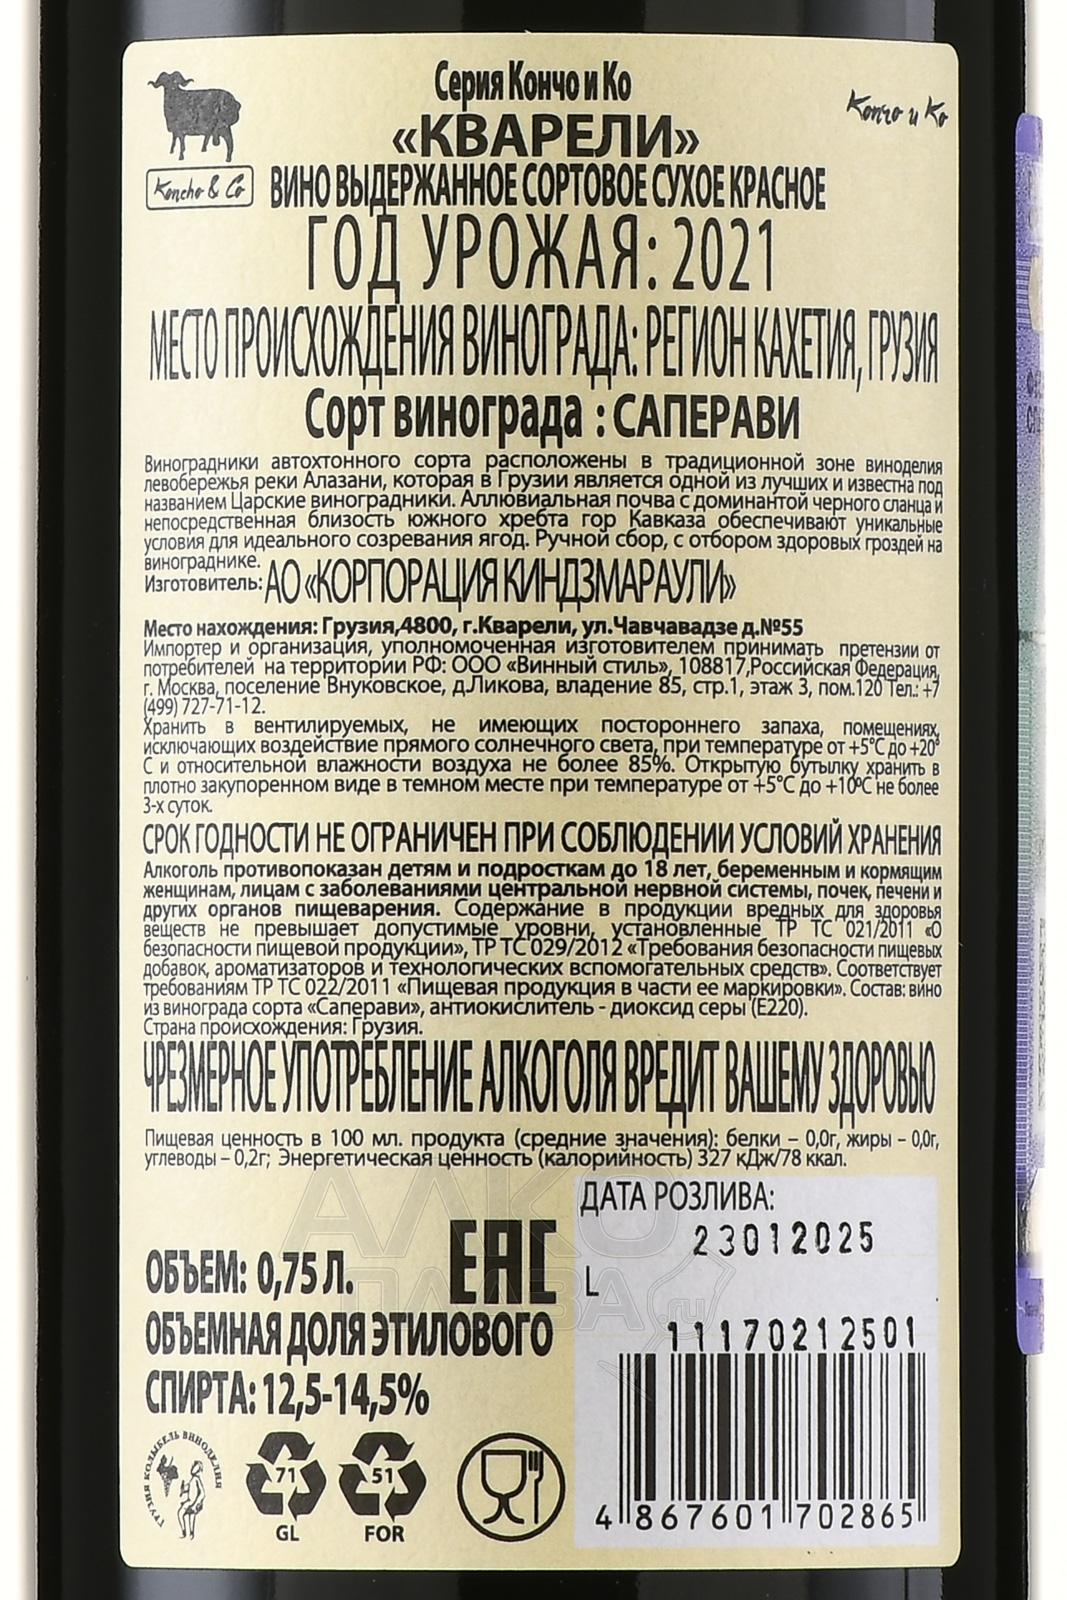 Серия Кончо и Ко
Кончо и Ко
«КВАРЕЛИ»
Koncho & Co
ВИНО ВЫДЕРЖАННОЕ СОРТОВОЕ СУХОЕ КРАСНОЕ
ГОД УРОЖАЯ: 2021
МЕСТО ПРОИСХОЖДЕНИЯ ВИНОГРАДА: РЕГИОН КАХЕТИЯ, ГРУЗИЯ
Сорт винограда : САПЕРАВИ
Виноградники автохтонного сорта расположены в традиционной зоне виноделия
левобережья реки Алазани, которая в Грузии является одной из лучших и известна под
названием Царские виноградники. Аллювиальная почва с доминантой черного сланца и
непосредственная близость южного хребта гор Кавказа обеспечивают уникальные
условия для идеального созревания ягод. Ручной сбор, с отбором здоровых гроздей на
винограднике.
Изготовитель: АО «КОРПОРАЦИЯ КИНДЗМАРАУЛИ»
Место нахождения: Грузия,4800, г.Кварели, ул.Чавчавадзе д.№55
Импортер и организация, уполномоченная изготовителем принимать претензии от
потребителей на территории РФ: ООО «Винный стиль», 108817,Российская Федерация,
г. Москва, поселение Внуковское, д.Ликова, владение 85, стр.1, этаж 3, пом.120 Тел.: +7
(499) 727-71-12.
Хранить в вентилируемых, не имеющих постороннего запаха, помещениях,
исключающих воздействие прямого солнечного света, при температуре от +5°С до +20°
С и относительной влажности воздуха не более 85%. Открытую бутылку хранить в
плотно закупоренном виде в темном месте при температуре от +5°С до +10°С не более
3-х суток.
СРОК ГОДНОСТИ НЕ ОГРАНИЧЕН ПРИ СОБЛЮДЕНИИ УСЛОВИЙ ХРАНЕНИЯ
Алкоголь противопоказан детям и подросткам до 18 лет, беременным и кормящим
женщинам, лицам с заболеваниями центральной нервной системы, почек, печени и
других органов пищеварения. Содержание в продукции вредных для здоровья
веществ не превышает допустимые уровни, установленные ТР ТС 021/2011 «О
безопасности пищевой продукции», ТР ТС 029/2012 «Требования безопасности пищевых
добавок, ароматизаторов и технологических вспомогательных средств». Соответствует
требованиям ТР ТС 022/2011 «Пищевая продукция в части ее маркировки». Состав: вино
из винограда сорта «Саперави», антиокислитель - диоксид серы (Е220).
Страна происхождения: Грузия.
ЧРЕЗМЕРНОЕ УПОТРЕБЛЕНИЕ АЛКОГОЛЯ ВРЕДИТ ВАШЕМУ ЗДОРОВЬЮ
Пищевая ценность в 100 мл. продукта (средние значения): белки – 0,0г, жиры – 0,0г,
углеводы – 0,2г; Энергетическая ценность (калорийность) 327 кДж/78 ккал.
ДАТА РОЗЛИВА:
23012025
L
11170212501
ОБЪЕМ: 0,75 Л.
ЕАС
ОБЪЕМНАЯ ДОЛЯ ЭТИЛОВОГО
СПИРТА: 12,5-14,5%
ГРУЗИЯ КОЛЫБЕЛЬ ВИНОДЕЛИЯ
71
GL
51
FOR
4 867601 702865
АЛКО
ПЛАЗА
.ru